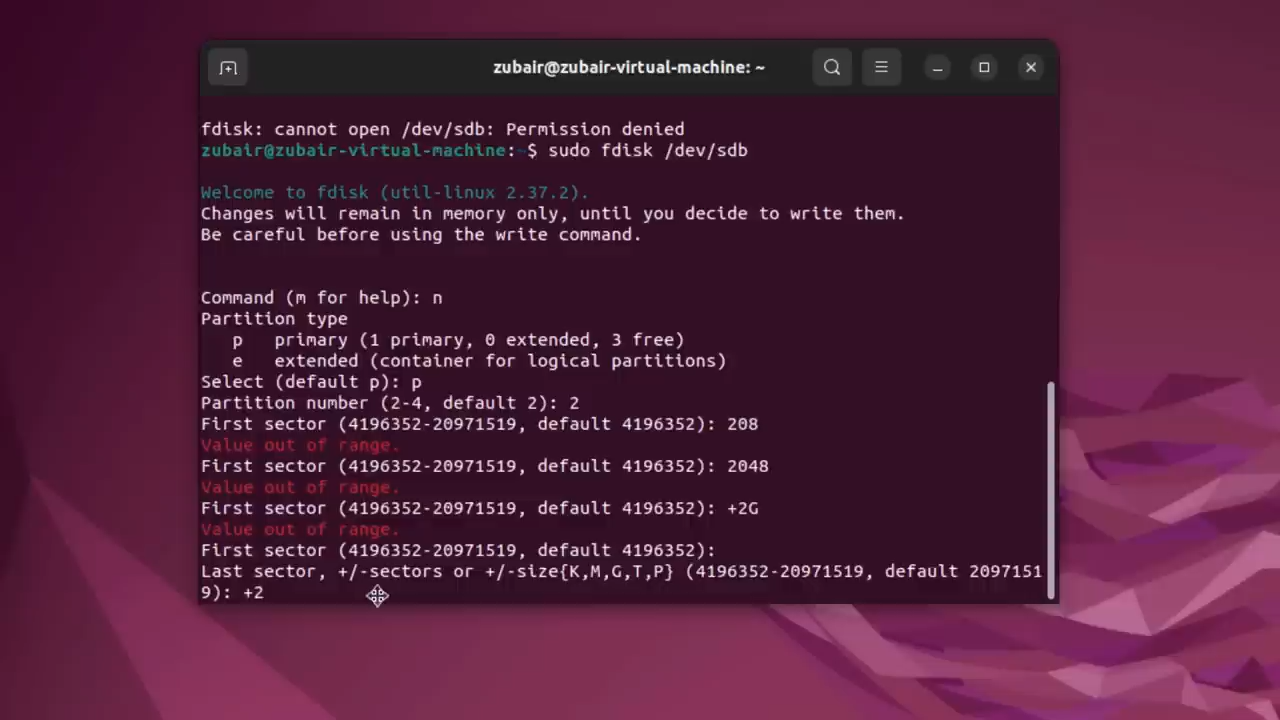 zubair@zubair-virtual-machine: ~
fdisk: cannot open /dev/sdb: Permission denied
zubair@zubair-virtual-machine:~$ sudo fdisk /dev/sdb
Welcome to fdisk (util-linux 2.37.2).
Changes will remain in memory only, until you decide to write them.
Be careful before using the write command.
Command (m for help): n
Partition type
   p   primary (1 primary, 0 extended, 3 free)
   e   extended (container for logical partitions)
Select (default p): p
Partition number (2-4, default 2): 2
First sector (4196352-20971519, default 4196352): 208
Value out of range.
First sector (4196352-20971519, default 4196352): 2048
Value out of range.
First sector (4196352-20971519, default 4196352): +2G
Value out of range.
First sector (4196352-20971519, default 4196352):
Last sector, +/-sectors or +/-size{K,M,G,T,P} (4196352-20971519, default 2097151
9): +2